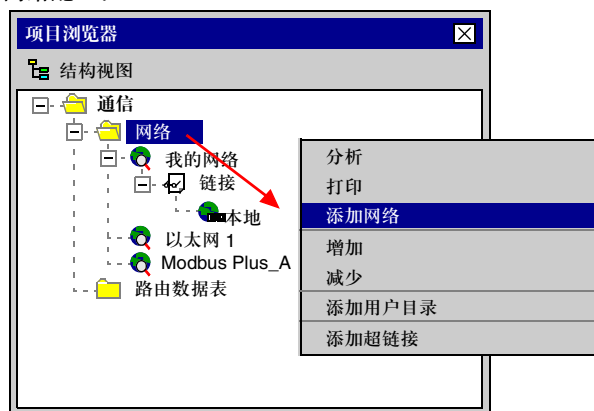 项目浏览器
结构视图
通信
网络
我的网络
链接
本地
以太网 1
Modbus Plus_A
路由数据表
分析
打印
添加网络
增加
减少
添加用户目录
添加超链接